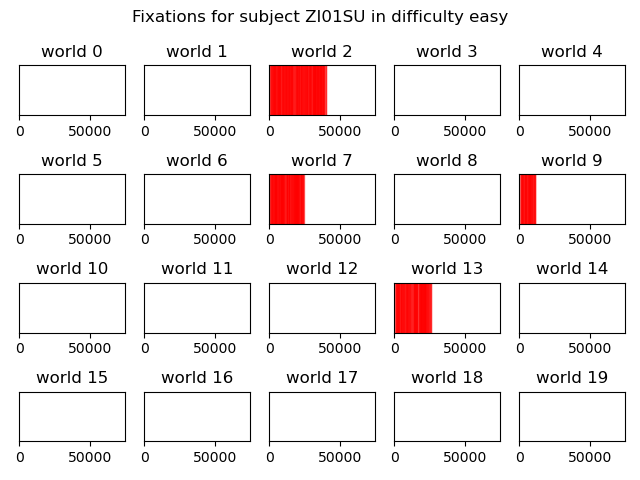 Fixations for subject ZI01SU in difficulty easy
world 0 world 1 world 2 world 3 world 4
0 50000 0 50000 0 50000 0 50000 0 50000
world 5 world 6 world 7 world 8 world 9
0 50000 0 50000 0 50000 0 50000 0 50000
world 10 world 11 world 12 world 13 world 14
0 50000 0 50000 0 50000 0 50000 0 50000
world 15 world 16 world 17 world 18 world 19
0 50000 0 50000 0 50000 0 50000 0 50000